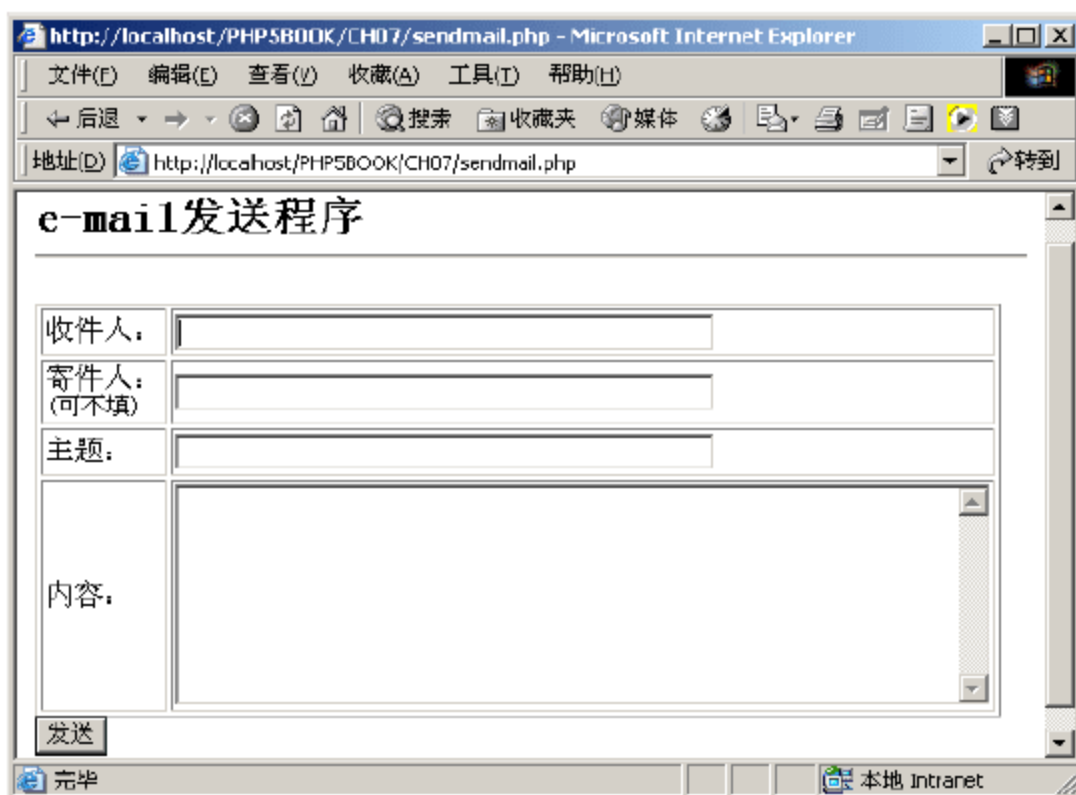 http://localhost/PHP5BOOK/CH07/sendmail.php - Microsoft Internet Explorer
文件(F) 编辑(E) 查看(V) 收藏(A) 工具(T) 帮助(H)
后退 搜索 收藏夹 媒体
地址(D) http://localhost/PHP5BOOK/CH07/sendmail.php 转到
e-mail发送程序
收件人:
寄件人:
(可不填)
主题:
内容:
发送
完毕 本地 Intranet